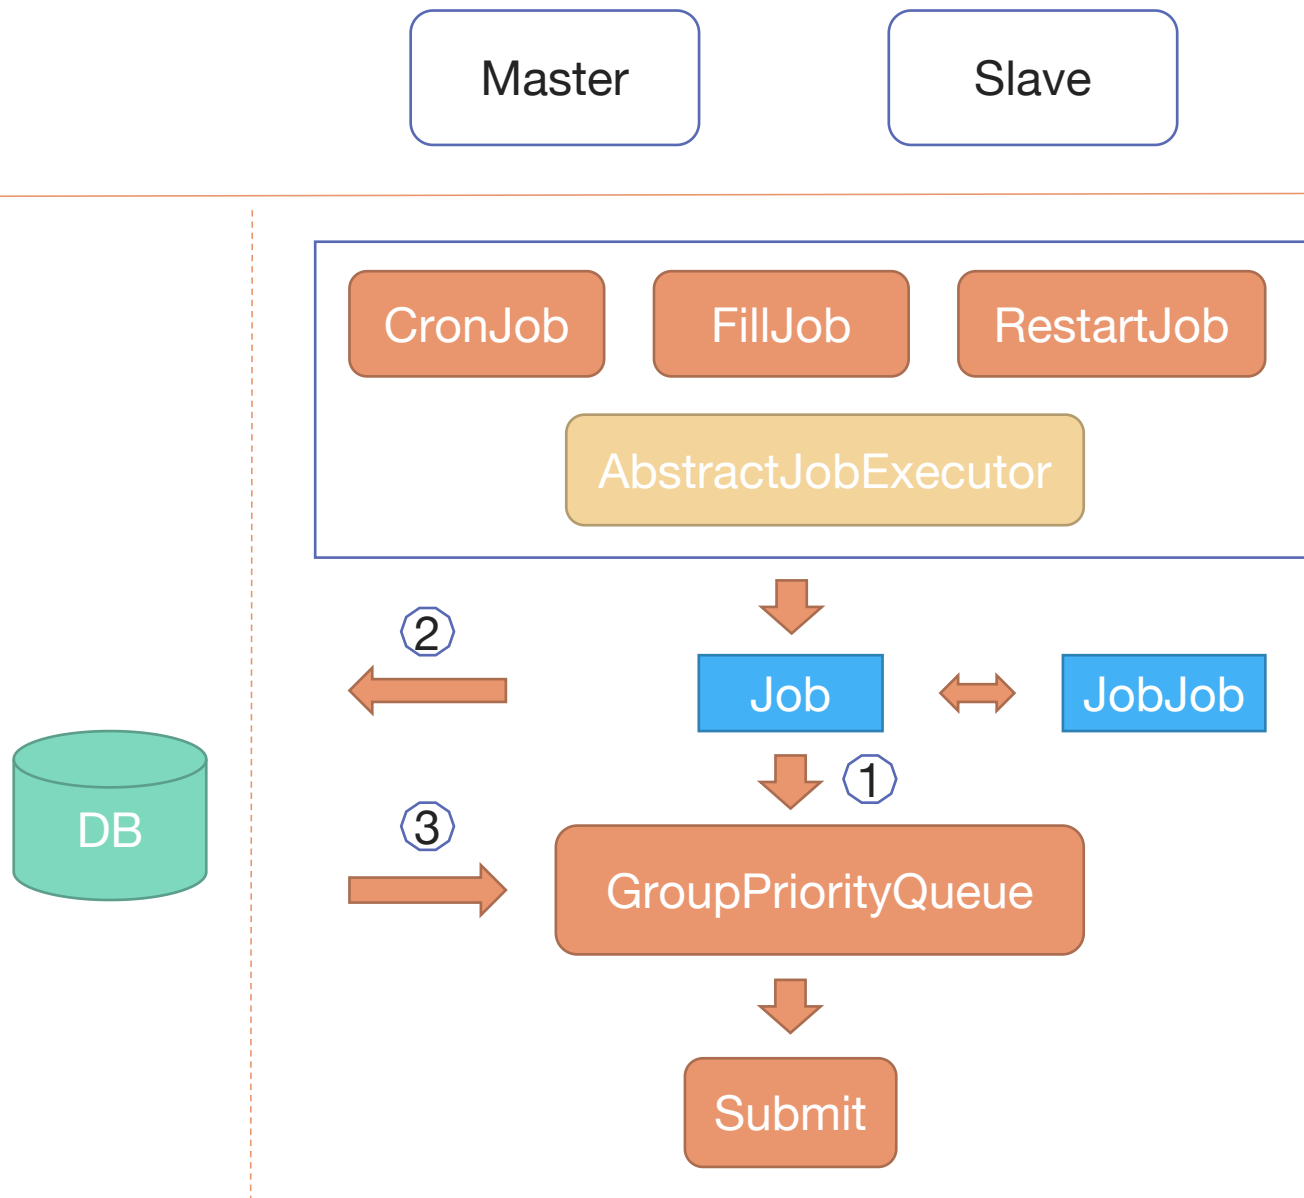 Master
Slave
CronJob
FillJob
RestartJob
AbstractJobExecutor
2
Job
JobJob
1
DB
3
GroupPriorityQueue
Submit